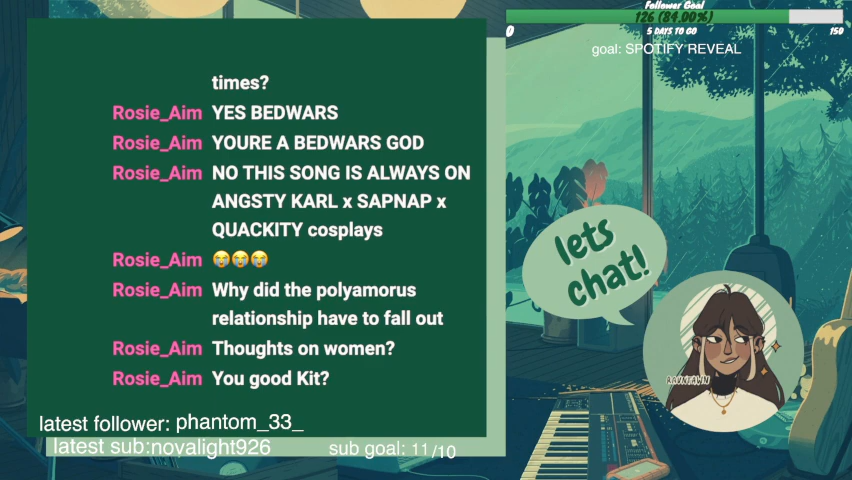 Follower Goal
126 (84.00%)
0 5 DAYS TO GO 150
goal: SPOTIFY REVEAL
times?
Rosie_Aim YES BEDWARS
Rosie_Aim YOURE A BEDWARS GOD
Rosie_Aim NO THIS SONG IS ALWAYS ON
ANGSTY KARL x SAPNAP x
QUACKITY cosplays
Rosie_Aim 😭😭😭
Rosie_Aim Why did the polyamorus
relationship have to fall out
Rosie_Aim Thoughts on women?
Rosie_Aim You good Kit?
lets
chat!
latest follower: phantom_33_
latest sub:novalight926
sub goal: 11/10